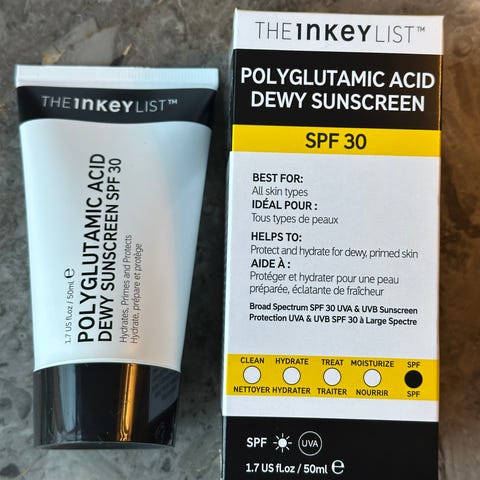 THE INKEY LIST™
POLYGLUTAMIC ACID
DEWY SUNSCREEN SPF 30
Hydrates, Primes and Protects
Hydrate, prépare et protège
1.7 US fl.oz / 50ml e
THE INKEY LIST™
POLYGLUTAMIC ACID
DEWY SUNSCREEN
SPF 30
BEST FOR:
All skin types
IDÉAL POUR :
Tous types de peaux
HELPS TO:
Protect and hydrate for dewy, primed skin
AIDE À :
Protéger et hydrater pour une peau
préparée, éclatante de fraîcheur
Broad Spectrum SPF 30 UVA & UVB Sunscreen
Protection UVA & UVB SPF 30 à Large Spectre
CLEAN HYDRATE TREAT MOISTURIZE SPF
NETTOYER HYDRATER TRAITER NOURRIR SPF
SPF UVA
1.7 US fl.oz / 50ml e